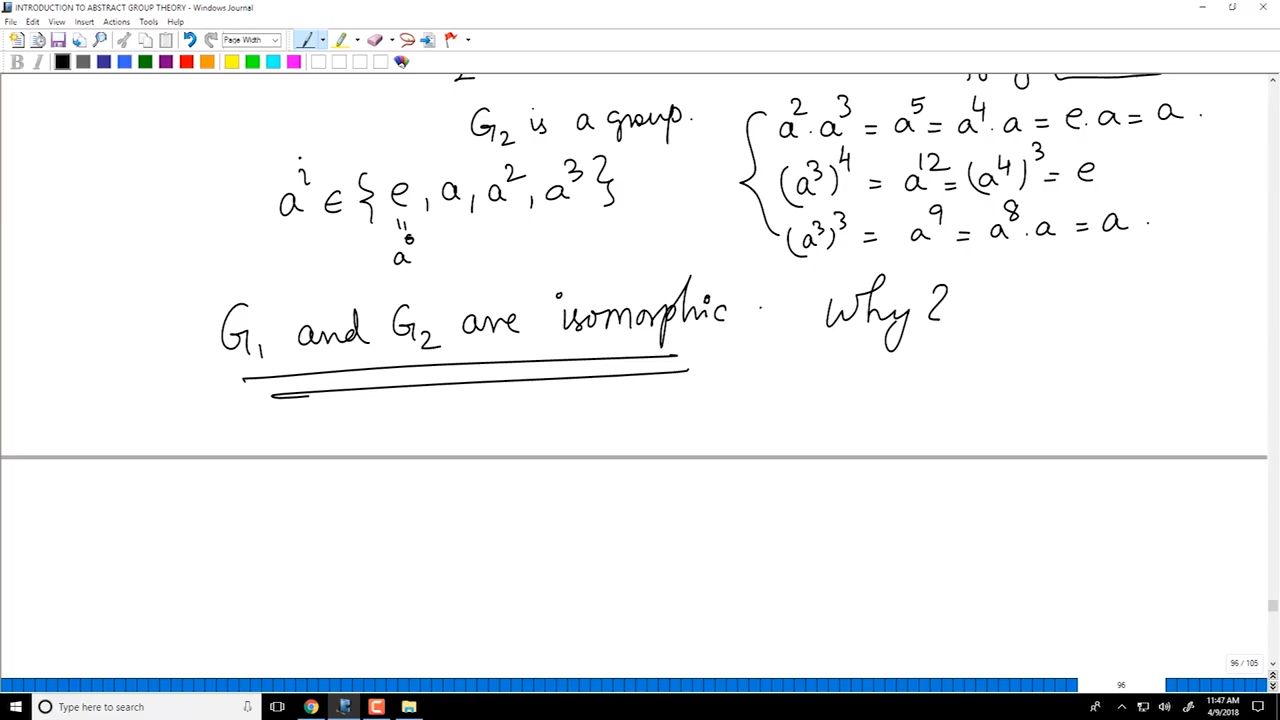 INTRODUCTION TO ABSTRACT GROUP THEORY - Windows Journal
File Edit View Insert Actions Tools Help
Page Width
B I
G₂ is a group.
a² · a³ = a⁵ = a⁴ · a = e · a = a .
aⁱ ∈ { e, a, a², a³ }
(a³)⁴ = a¹² = (a⁴)³ = e
"
a⁰
(a³)³ = a⁹ = a⁸ · a = a .
G₁ and G₂ are isomorphic . Why ?
96 / 105
96
Type here to search
11:47 AM
4/9/2018